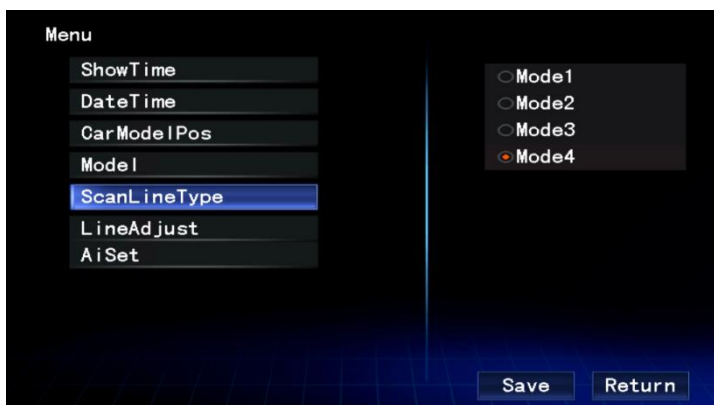 Menu
ShowTime
DateTime
CarModelPos
Model
ScanLineType
LineAdjust
AiSet
Mode1
Mode2
Mode3
Mode4
Save
Return